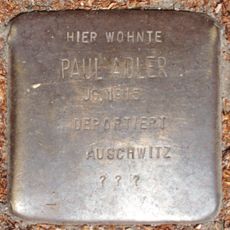 HIER WOHNTE
PAUL ADLER
JG. 1915
DEPORTIERT
AUSCHWITZ
? ? ?